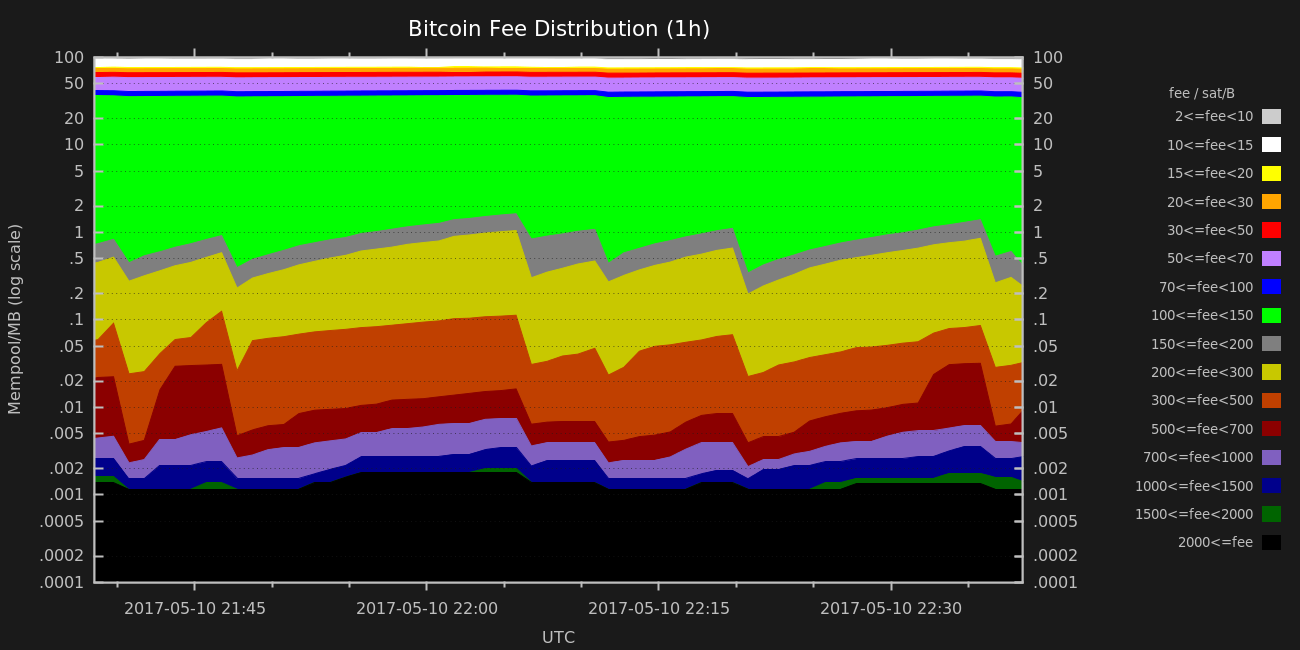 Bitcoin Fee Distribution (1h)
100
50
20
10
5
2
1
.5
.2
.1
.05
.02
.01
.005
.002
.001
.0005
.0002
.0001
Mempool/MB (log scale)
100
50
20
10
5
2
1
.5
.2
.1
.05
.02
.01
.005
.002
.001
.0005
.0002
.0001
fee / sat/B
2<=fee<10
10<=fee<15
15<=fee<20
20<=fee<30
30<=fee<50
50<=fee<70
70<=fee<100
100<=fee<150
150<=fee<200
200<=fee<300
300<=fee<500
500<=fee<700
700<=fee<1000
1000<=fee<1500
1500<=fee<2000
2000<=fee
2017-05-10 21:45
2017-05-10 22:00
2017-05-10 22:15
2017-05-10 22:30
UTC